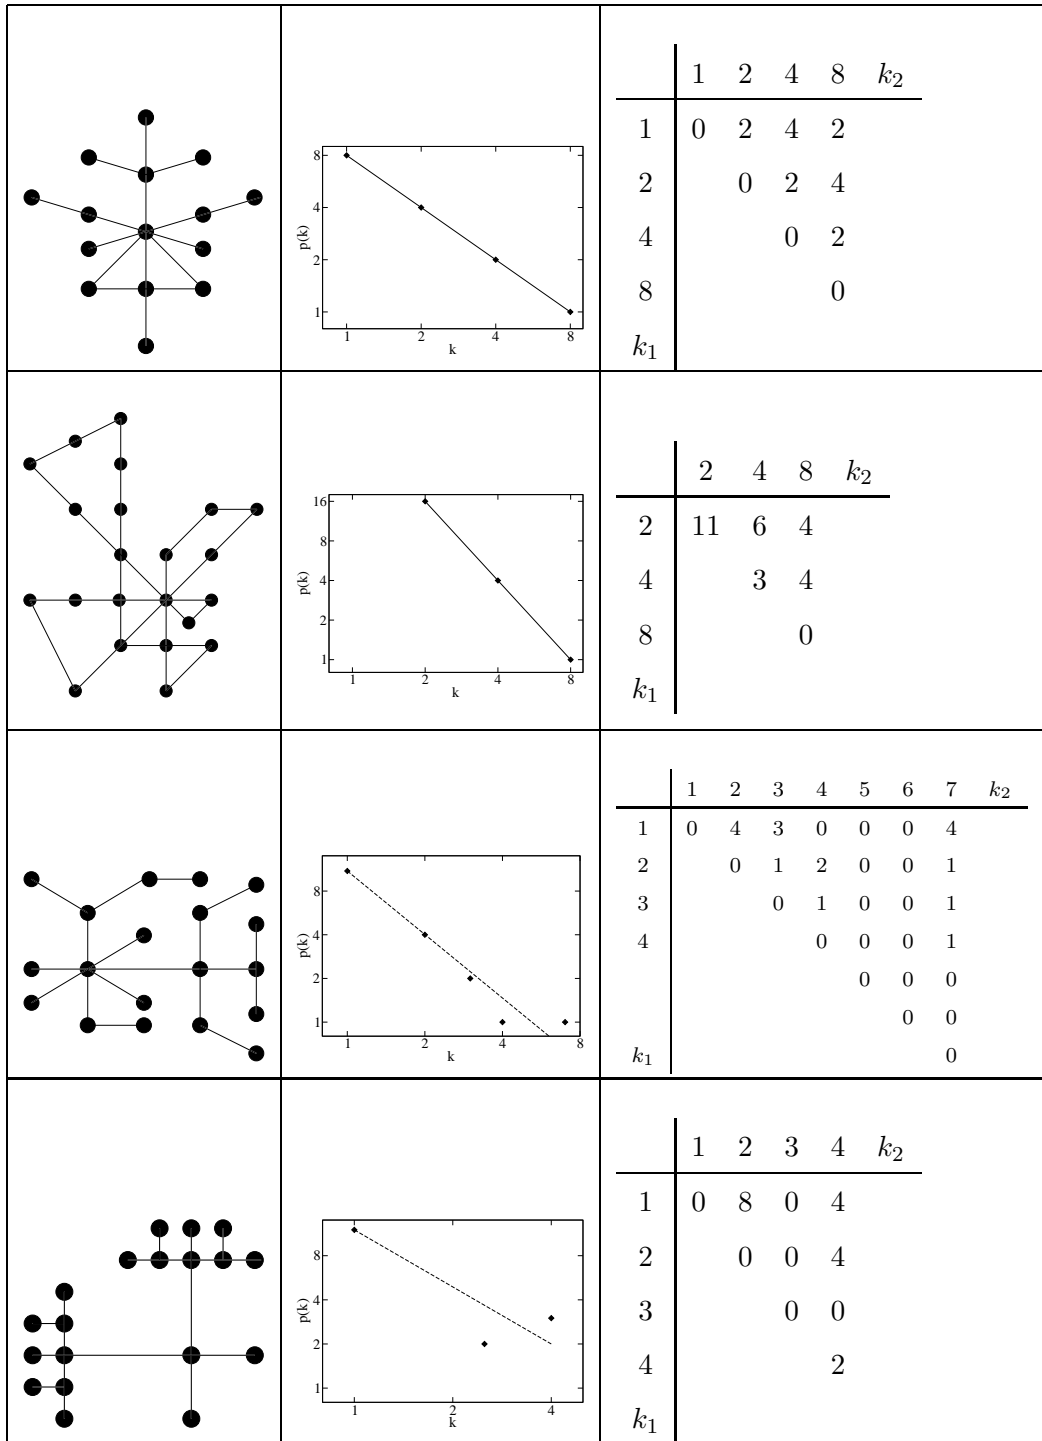 8
4
2
1
p(k)
1 2 4 8
k
1 2 4 8 k2
1 0 2 4 2
2 0 2 4
4 0 2
8 0
k1
16
8
4
2
1
p(k)
1 2 4 8
k
2 4 8 k2
2 11 6 4
4 3 4
8 0
k1
8
4
2
1
p(k)
1 2 4 8
k
1 2 3 4 5 6 7 k2
1 0 4 3 0 0 0 4
2 0 1 2 0 0 1
3 0 1 0 0 1
4 0 0 0 1
0 0 0
0 0
k1 0
8
4
2
1
p(k)
1 2 4
k
1 2 3 4 k2
1 0 8 0 4
2 0 0 4
3 0 0
4 2
k1